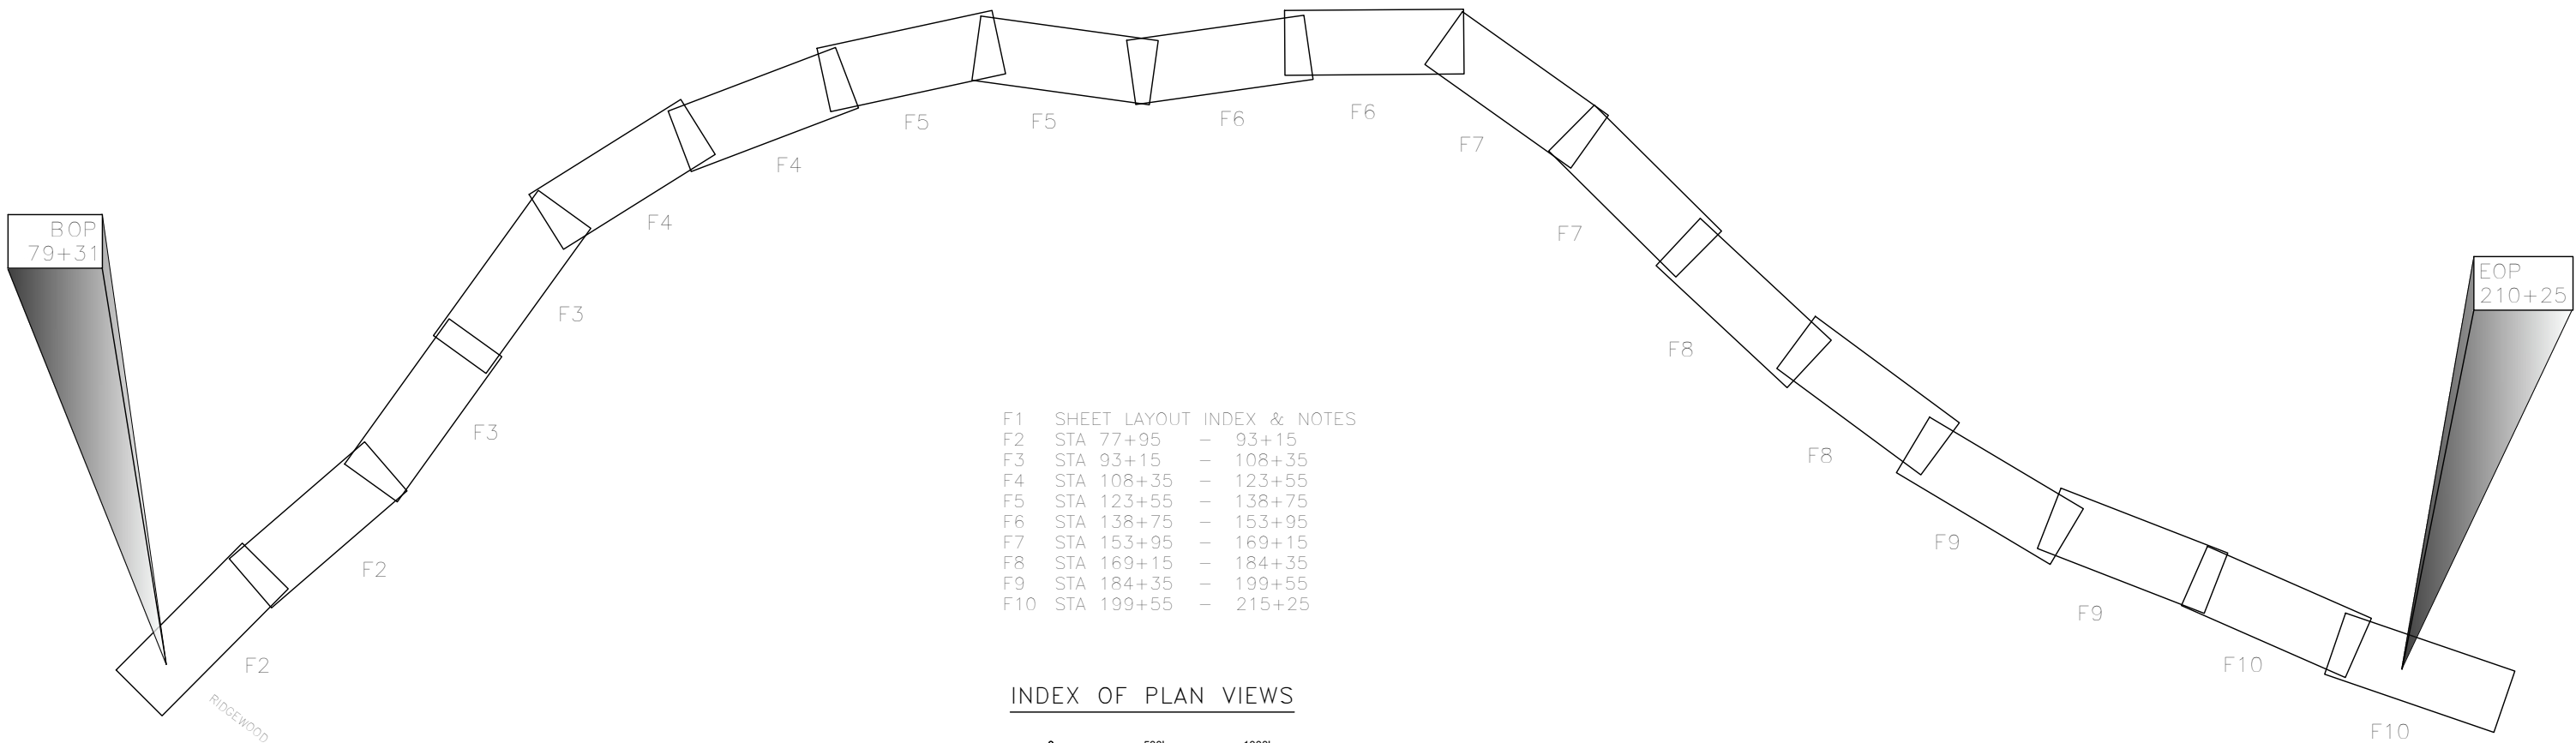 BOP
79+31
EOP
210+25
F5
F5
F6
F6
F4
F7
F4
F7
F3
F8
F3
F8
F2
F9
F2
F9
F10
F10
RIDGEWOOD
F1 SHEET LAYOUT INDEX & NOTES
F2 STA 77+95 - 93+15
F3 STA 93+15 - 108+35
F4 STA 108+35 - 123+55
F5 STA 123+55 - 138+75
F6 STA 138+75 - 153+95
F7 STA 153+95 - 169+15
F8 STA 169+15 - 184+35
F9 STA 184+35 - 199+55
F10 STA 199+55 - 215+25
INDEX OF PLAN VIEWS